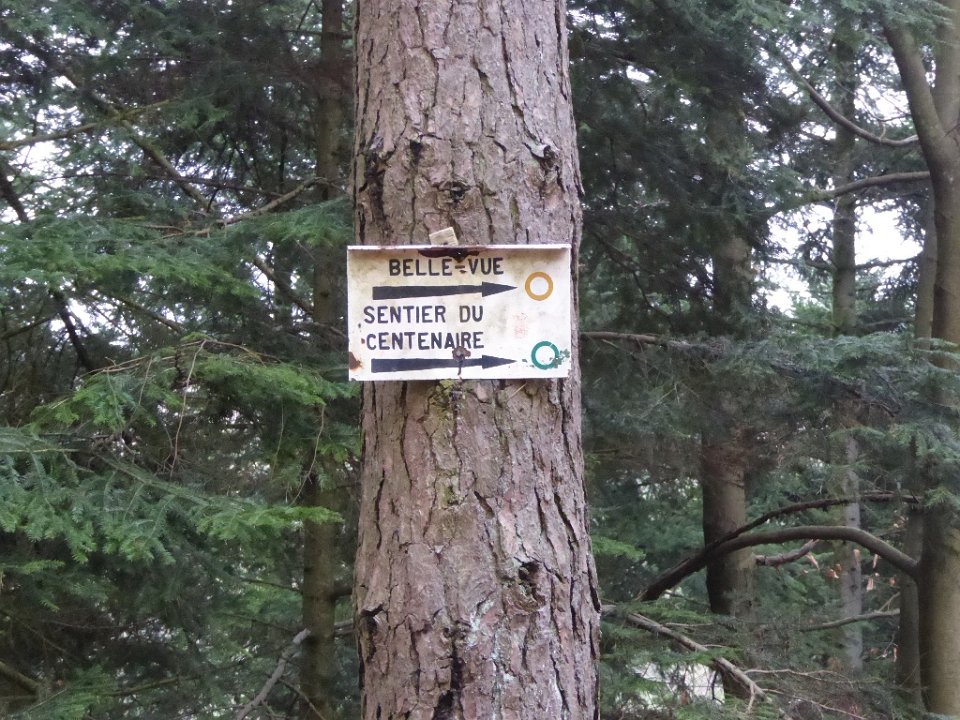 BELLE-VUE
SENTIER DU
CENTENAIRE